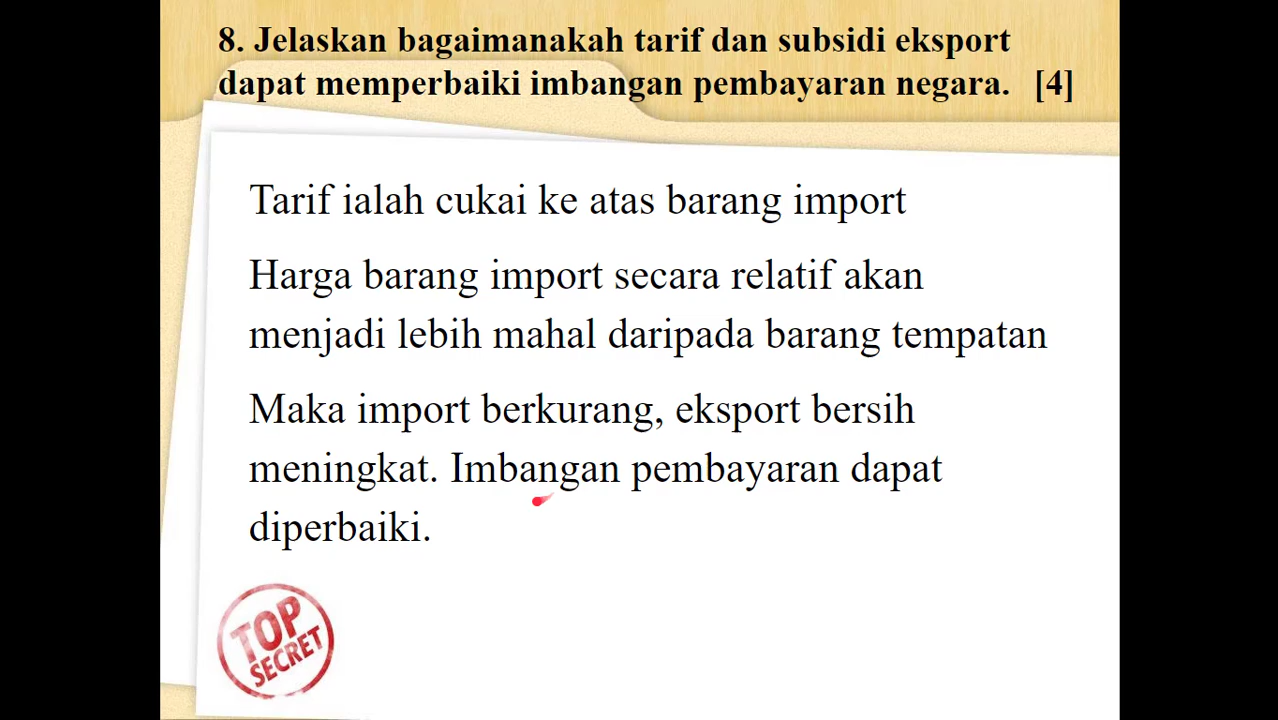 8. Jelaskan bagaimanakah tarif dan subsidi eksport
dapat memperbaiki imbangan pembayaran negara. [4]
Tarif ialah cukai ke atas barang import
Harga barang import secara relatif akan
menjadi lebih mahal daripada barang tempatan
Maka import berkurang, eksport bersih
meningkat. Imbangan pembayaran dapat
diperbaiki.
TOP
SECRET